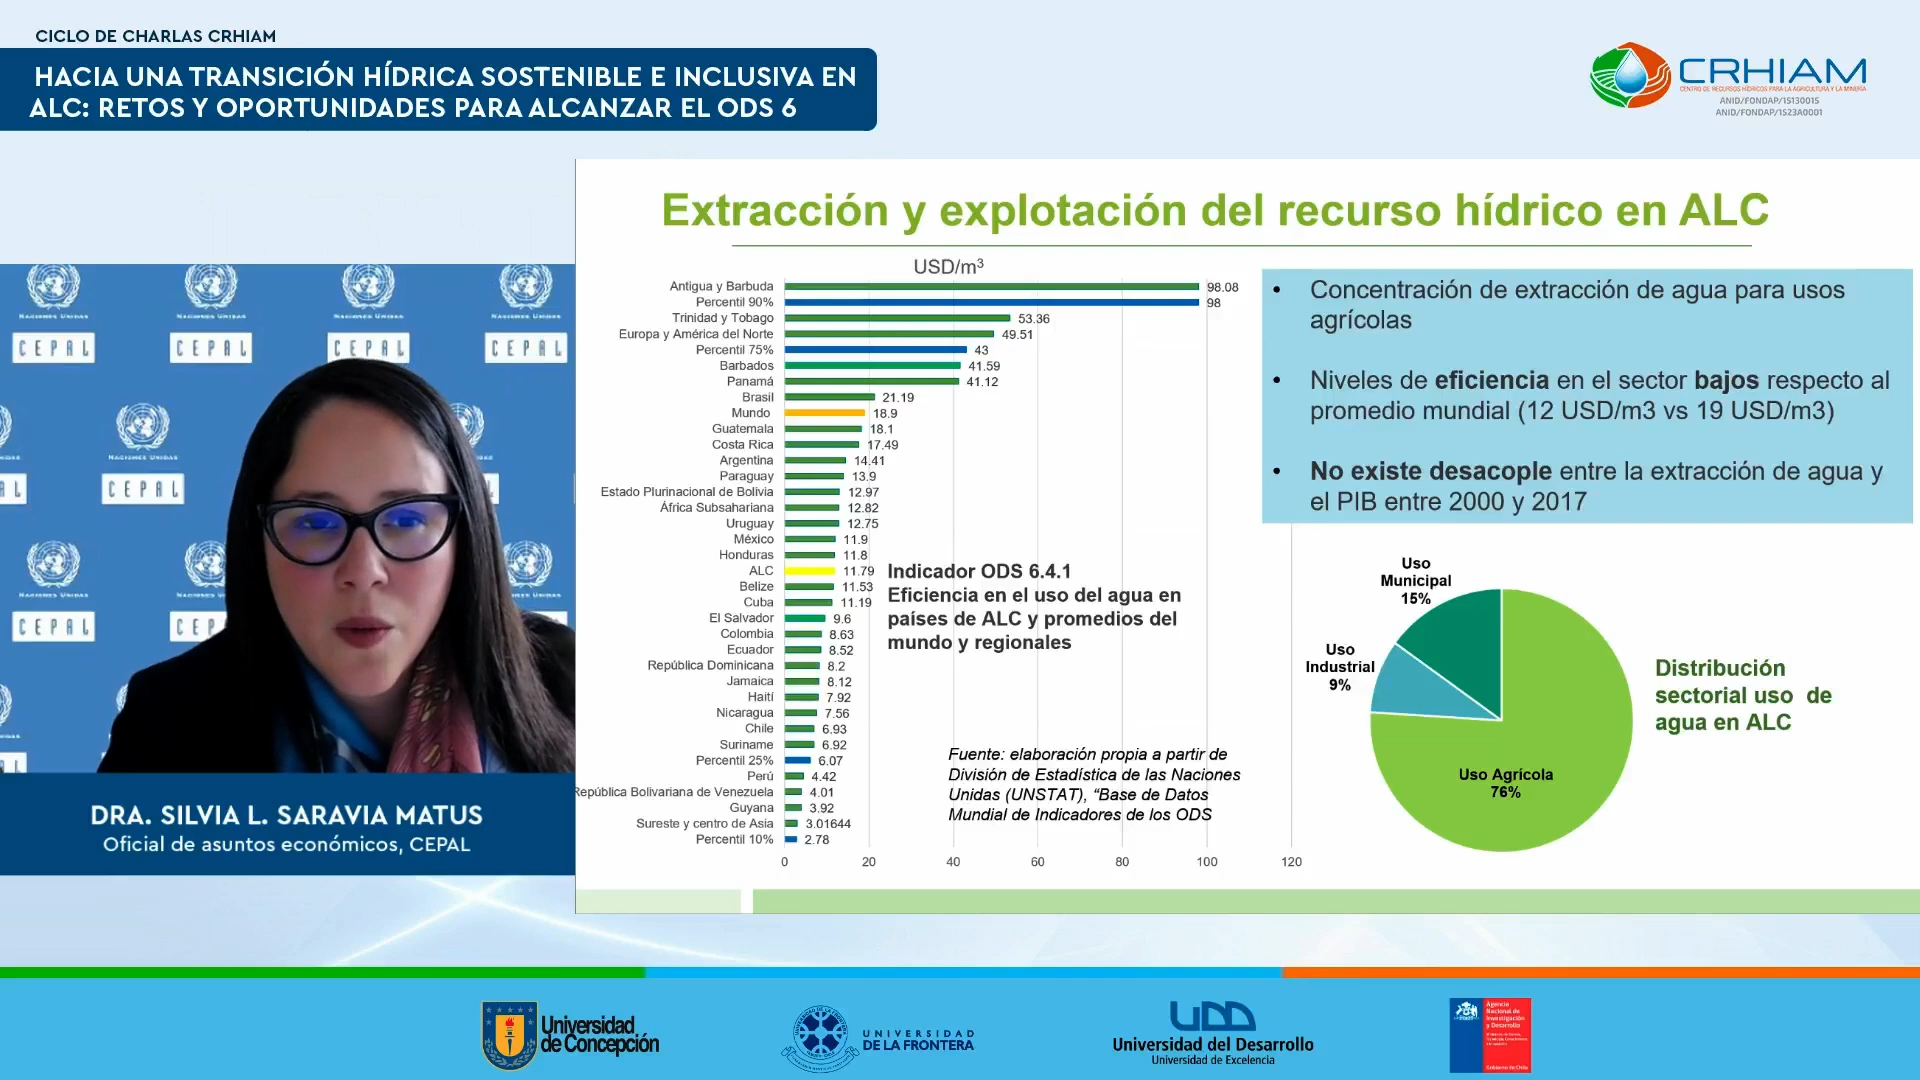 CICLO DE CHARLAS CRHIAM
HACIA UNA TRANSICIÓN HÍDRICA SOSTENIBLE E INCLUSIVA EN
ALC: RETOS Y OPORTUNIDADES PARA ALCANZAR EL ODS 6
CRHIAM
CENTRO DE RECURSOS HÍDRICOS PARA LA AGRICULTURA Y LA MINERÍA
ANID/FONDAP/15130015
ANID/FONDAP/1523A0001
NACIONES UNIDAS
CEPAL
DRA. SILVIA L. SARAVIA MATUS
Oficial de asuntos económicos, CEPAL
Extracción y explotación del recurso hídrico en ALC
USD/m³
Antigua y Barbuda 98.08
Percentil 90% 98
Trinidad y Tobago 53.36
Europa y América del Norte 49.51
Percentil 75% 43
Barbados 41.59
Panamá 41.12
Brasil 21.19
Mundo 18.9
Guatemala 18.1
Costa Rica 17.49
Argentina 14.41
Paraguay 13.9
Estado Plurinacional de Bolivia 12.97
África Subsahariana 12.82
Uruguay 12.75
México 11.9
Honduras 11.8
ALC 11.79
Belize 11.53
Cuba 11.19
El Salvador 9.6
Colombia 8.63
Ecuador 8.52
República Dominicana 8.2
Jamaica 8.12
Haití 7.92
Nicaragua 7.56
Chile 6.93
Suriname 6.92
Percentil 25% 6.07
Perú 4.42
República Bolivariana de Venezuela 4.01
Guyana 3.92
Sureste y centro de Asia 3.01644
Percentil 10% 2.78
0 20 40 60 80 100 120
Indicador ODS 6.4.1
Eficiencia en el uso del agua en
países de ALC y promedios del
mundo y regionales
Fuente: elaboración propia a partir de
División de Estadística de las Naciones
Unidas (UNSTAT), “Base de Datos
Mundial de Indicadores de los ODS
• Concentración de extracción de agua para usos
agrícolas
• Niveles de eficiencia en el sector bajos respecto al
promedio mundial (12 USD/m3 vs 19 USD/m3)
• No existe desacople entre la extracción de agua y
el PIB entre 2000 y 2017
Uso
Municipal
15%
Uso
Industrial
9%
Uso Agrícola
76%
Distribución
sectorial uso de
agua en ALC
Universidad
de Concepción
UNIVERSIDAD
DE LA FRONTERA
UDD
Universidad del Desarrollo
Universidad de Excelencia
Agencia
Nacional de
Investigación
y Desarrollo
Gobierno de Chile